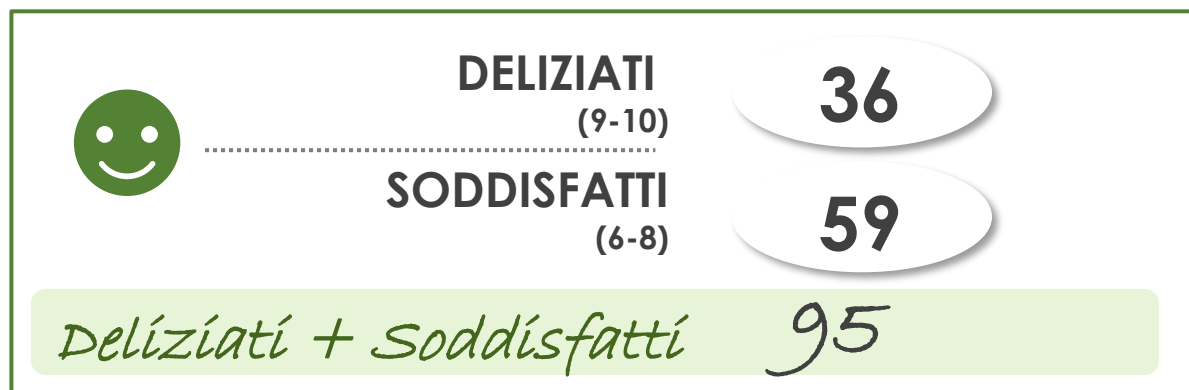 DELIZIATI 36
(9-10)
SODDISFATTI 59
(6-8)
Deliziati + Soddisfatti 95